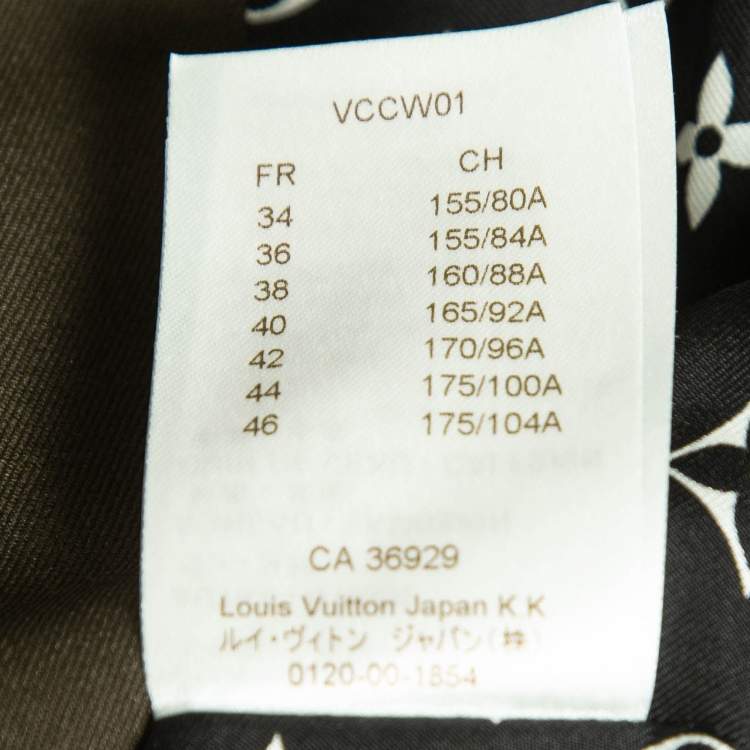 VCCW01
FR CH
34 155/80A
36 155/84A
38 160/88A
40 165/92A
42 170/96A
44 175/100A
46 175/104A
CA 36929
Louis Vuitton Japan K K
ルイ・ヴィトン ジャパン(株)
0120-00-1854